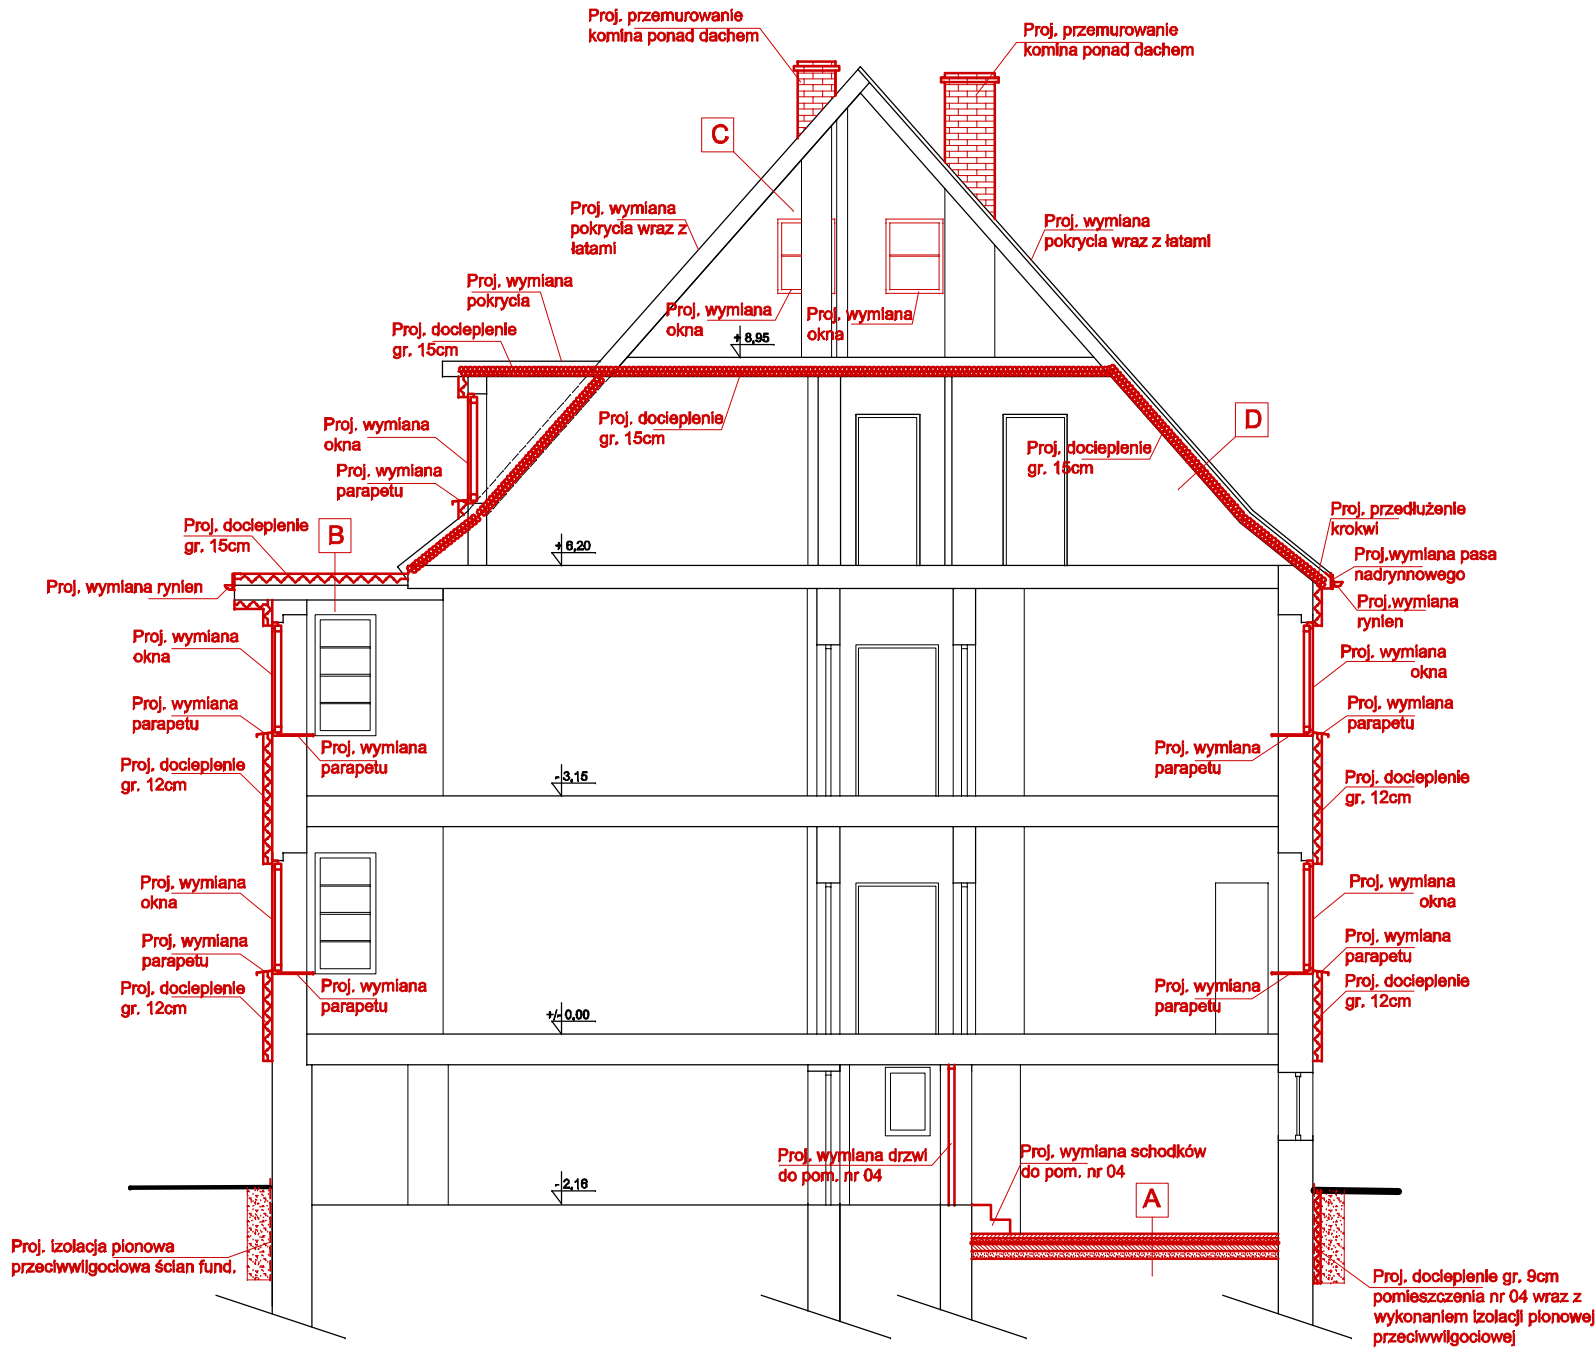 Proj. przemurowanie
komina ponad dachem
Proj. przemurowanie
komina ponad dachem
C
Proj. wymiana
pokrycia wraz z
łatami
Proj. wymiana
pokrycia wraz z łatami
Proj. wymiana
pokrycia
Proj. wymiana
okna
Proj. wymiana
okna
Proj. docieplenie
gr. 15cm
+ 8,95
Proj. wymiana
okna
Proj. docieplenie
gr. 15cm
D
Proj. docieplenie
gr. 15cm
Proj. wymiana
parapetu
Proj. docieplenie
gr. 15cm
B
Proj. przedłużenie
krokwi
+ 6,20
Proj.wymiana pasa
nadrynnowego
Proj. wymiana rynien
Proj.wymiana
rynien
Proj. wymiana
okna
Proj. wymiana
okna
Proj. wymiana
parapetu
Proj. wymiana
parapetu
Proj. wymiana
parapetu
Proj. wymiana
parapetu
Proj. docieplenie
gr. 12cm
- 3,15
Proj. docieplenie
gr. 12cm
Proj. wymiana
okna
Proj. wymiana
okna
Proj. wymiana
parapetu
Proj. wymiana
parapetu
Proj. docieplenie
gr. 12cm
Proj. wymiana
parapetu
Proj. wymiana
parapetu
Proj. docieplenie
gr. 12cm
+/- 0,00
Proj. wymiana drzwi
do pom. nr 04
Proj. wymiana schodków
do pom. nr 04
- 2,16
A
Proj. izolacja pionowa
przeciwwilgociowa ścian fund.
Proj. docieplenie gr. 9cm
pomieszczenia nr 04 wraz z
wykonaniem izolacji pionowej
przeciwwilgociowej